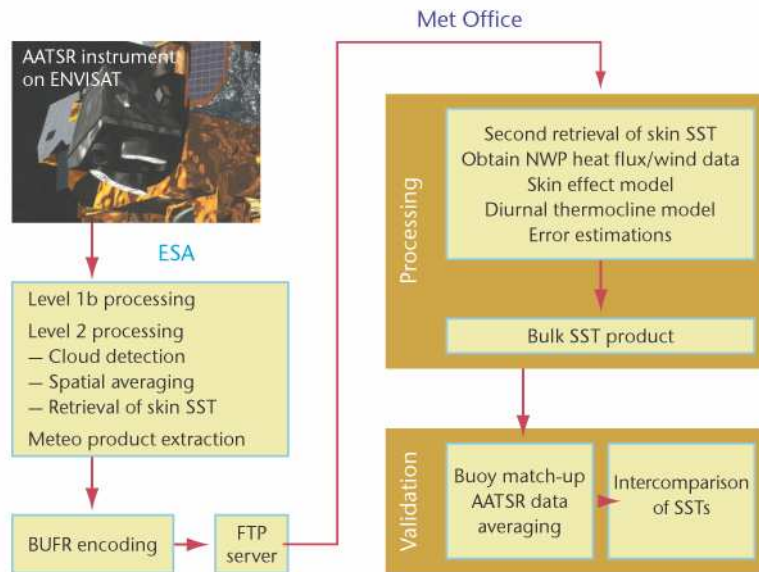 Met Office
AATSR instrument
on ENVISAT
ESA
Level 1b processing
Level 2 processing
— Cloud detection
— Spatial averaging
— Retrieval of skin SST
Meteo product extraction
BUFR encoding
FTP
server
Processing
Second retrieval of skin SST
Obtain NWP heat flux/wind data
Skin effect model
Diurnal thermocline model
Error estimations
Bulk SST product
Validation
Buoy match-up
AATSR data
averaging
Intercomparison
of SSTs